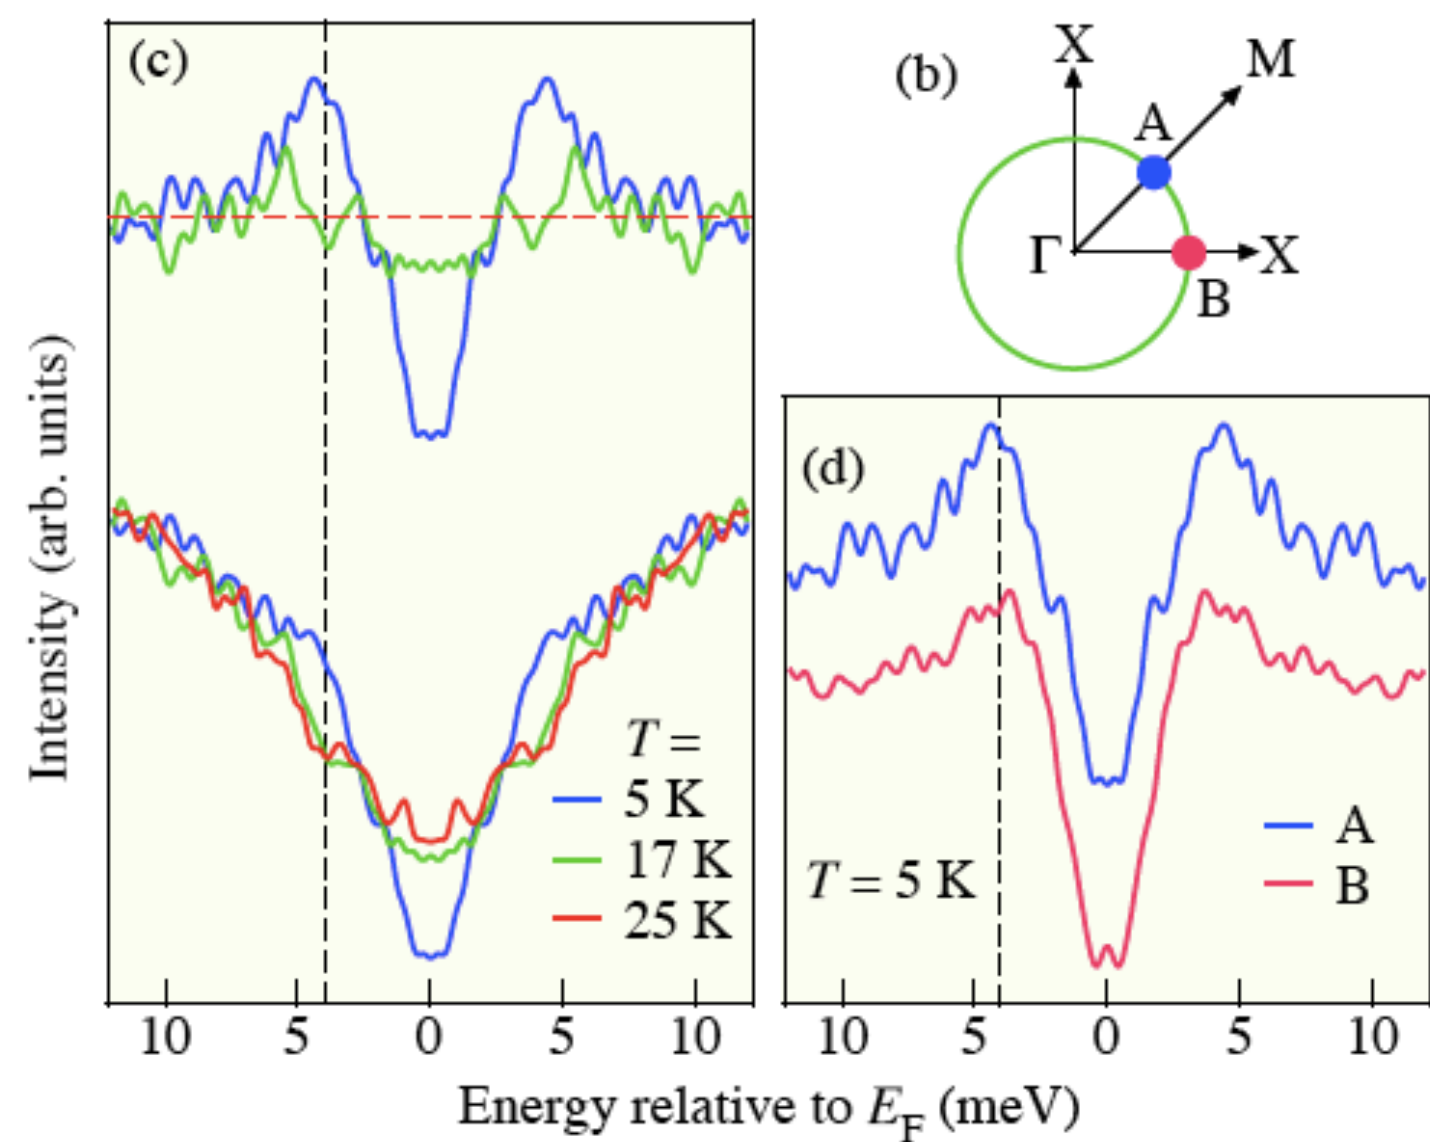 (c)
(b)
X
M
A
Γ
X
B
Intensity (arb. units)
T =
5 K
17 K
25 K
(d)
T = 5 K
A
B
10 5 0 5 10
10 5 0 5 10
Energy relative to EF (meV)